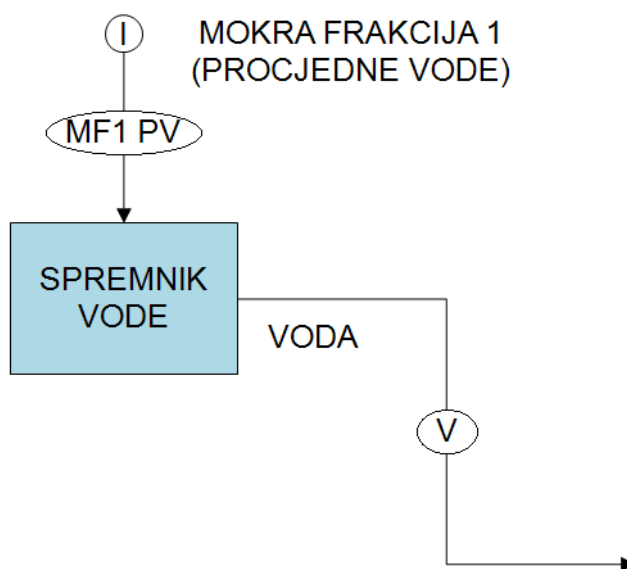 I
MOKRA FRAKCIJA 1
(PROCJEDNE VODE)
MF1 PV
SPREMNIK
VODE
VODA
V